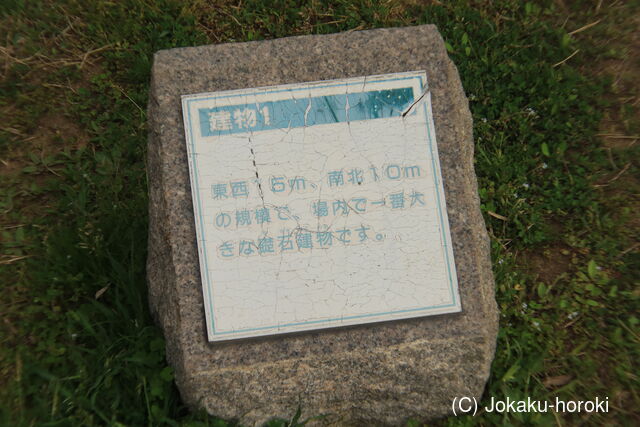 建物1
東西15m、南北10m
の規模で、場内で一番大
きな礎石建物です。
(C) Jokaku-horoki